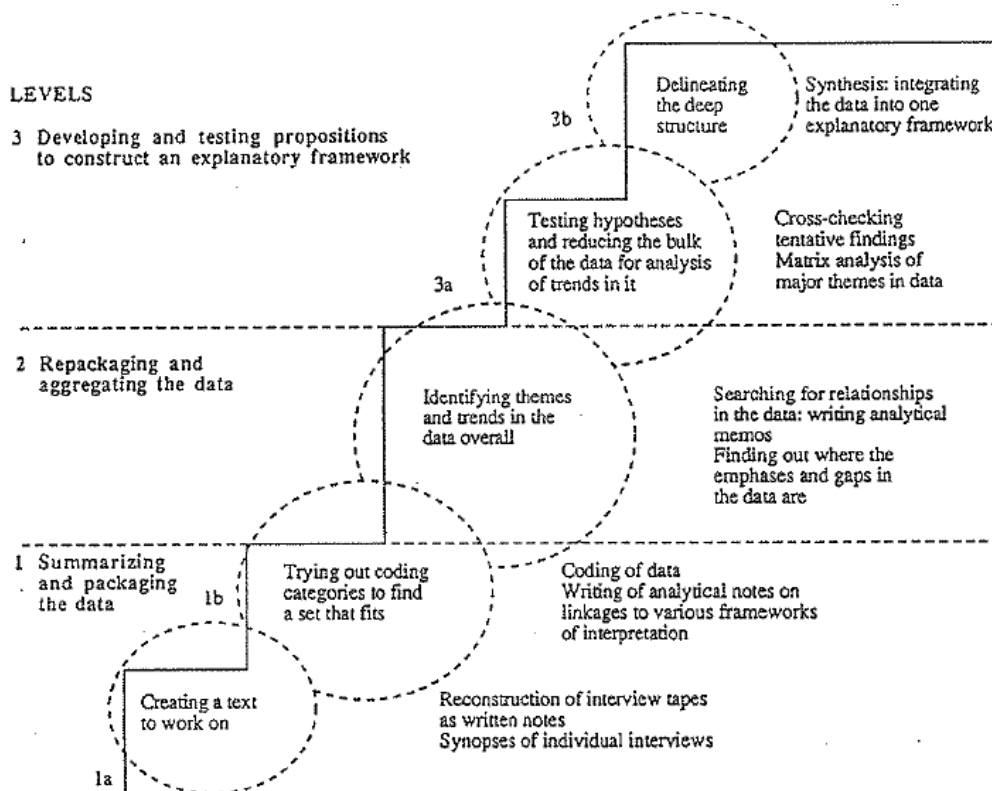 LEVELS
3 Developing and testing propositions
to construct an explanatory framework
3b
Delineating
the deep
structure
Synthesis: integrating
the data into one
explanatory framework
3a
Testing hypotheses
and reducing the bulk
of the data for analysis
of trends in it
Cross-checking
tentative findings
Matrix analysis of
major themes in data
2 Repackaging and
aggregating the data
Identifying themes
and trends in the
data overall
Searching for relationships
in the data: writing analytical
memos
Finding out where the
emphases and gaps in
the data are
1 Summarizing
and packaging
the data
1b
Trying out coding
categories to find
a set that fits
Coding of data
Writing of analytical notes on
linkages to various frameworks
of interpretation
1a
Creating a text
to work on
Reconstruction of interview tapes
as written notes
Synopses of individual interviews